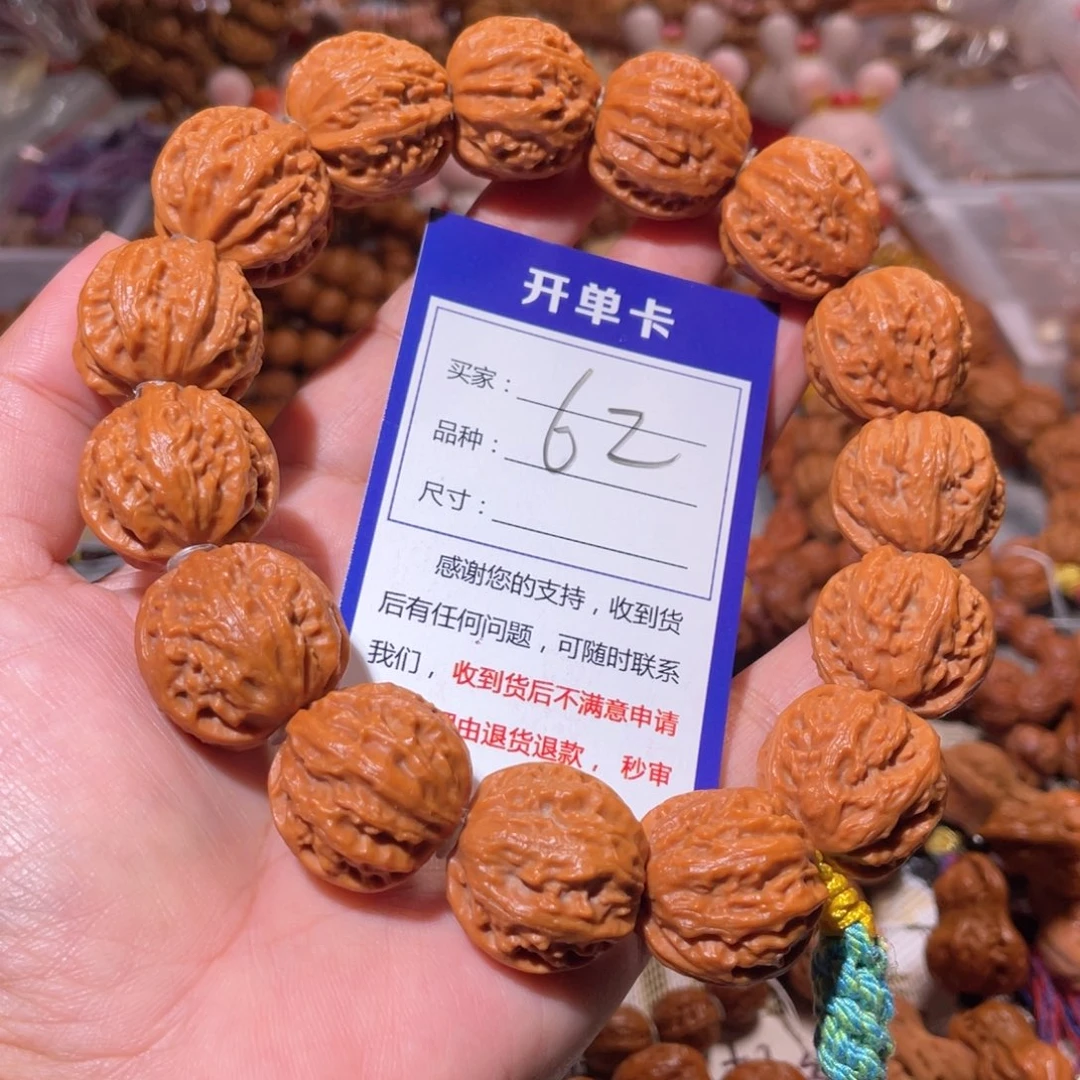 开单卡
买家：
62
品种：
尺寸：
感谢您的支持，收到货
后有任何问题，可随时联系
我们，收到货后不满意申请
由退货退款，秒审